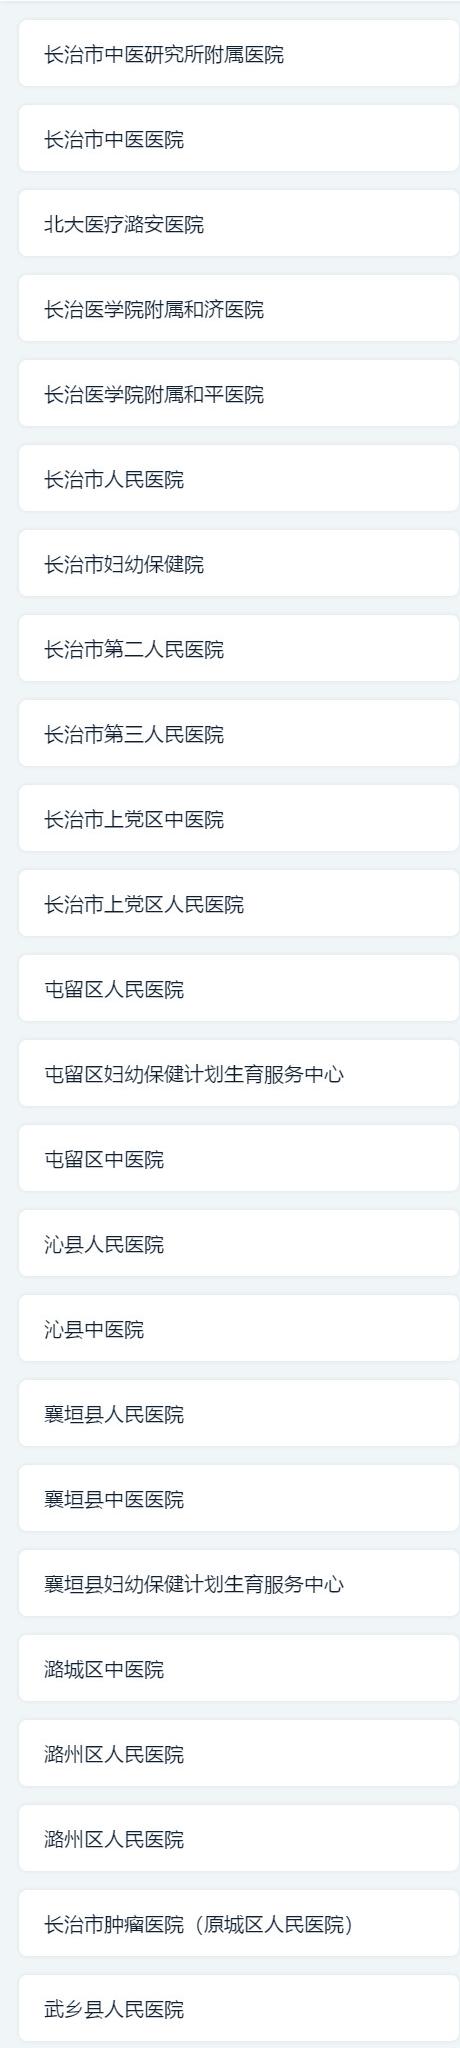 长治市中医研究所附属医院
长治市中医医院
北大医疗潞安医院
长治医学院附属和济医院
长治医学院附属和平医院
长治市人民医院
长治市妇幼保健院
长治市第二人民医院
长治市第三人民医院
长治市上党区中医院
长治市上党区人民医院
屯留区人民医院
屯留区妇幼保健计划生育服务中心
屯留区中医院
沁县人民医院
沁县中医院
襄垣县人民医院
襄垣县中医医院
襄垣县妇幼保健计划生育服务中心
潞城区中医院
潞州区人民医院
潞州区人民医院
长治市肿瘤医院（原城区人民医院）
武乡县人民医院